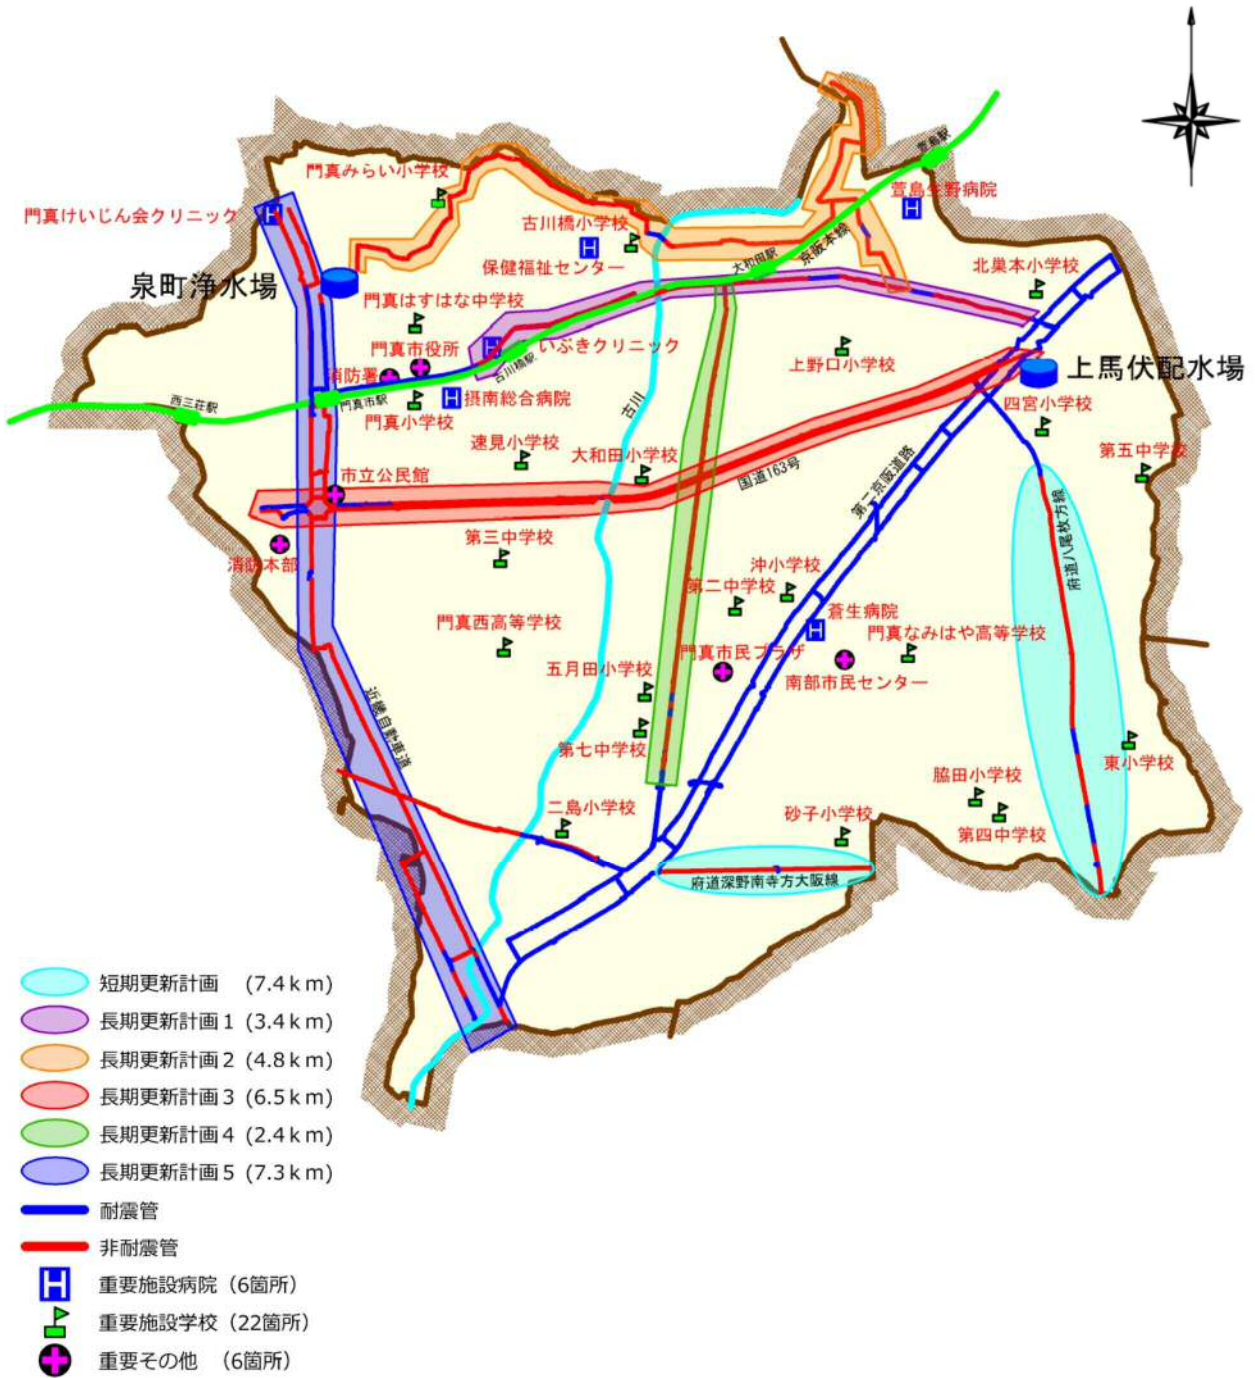 萱島駅
門真みらい小学校
萱島生野病院
門真けいじん会クリニック
古川橋小学校
京阪本線
大和田駅
保健福祉センター
北巣本小学校
泉町浄水場
門真はすはな中学校
門真市役所
いぶきクリニック
上野口小学校
上馬伏配水場
消防署
古川橋駅
西三荘駅
門真市駅
摂南総合病院
古川
四宮小学校
門真小学校
速見小学校
大和田小学校
第五中学校
市立公民館
国道163号
第二京阪道路
府道八尾枚方線
第三中学校
消防本部
沖小学校
第二中学校
蒼生病院
門真西高等学校
門真なみはや高等学校
門真市民プラザ
五月田小学校
南部市民センター
近畿自動車道
第七中学校
東小学校
脇田小学校
二島小学校
砂子小学校
第四中学校
府道深野南寺方大阪線
短期更新計画 (7.4km)
長期更新計画1 (3.4km)
長期更新計画2 (4.8km)
長期更新計画3 (6.5km)
長期更新計画4 (2.4km)
長期更新計画5 (7.3km)
耐震管
非耐震管
重要施設病院（6箇所）
重要施設学校（22箇所）
重要その他 （6箇所）